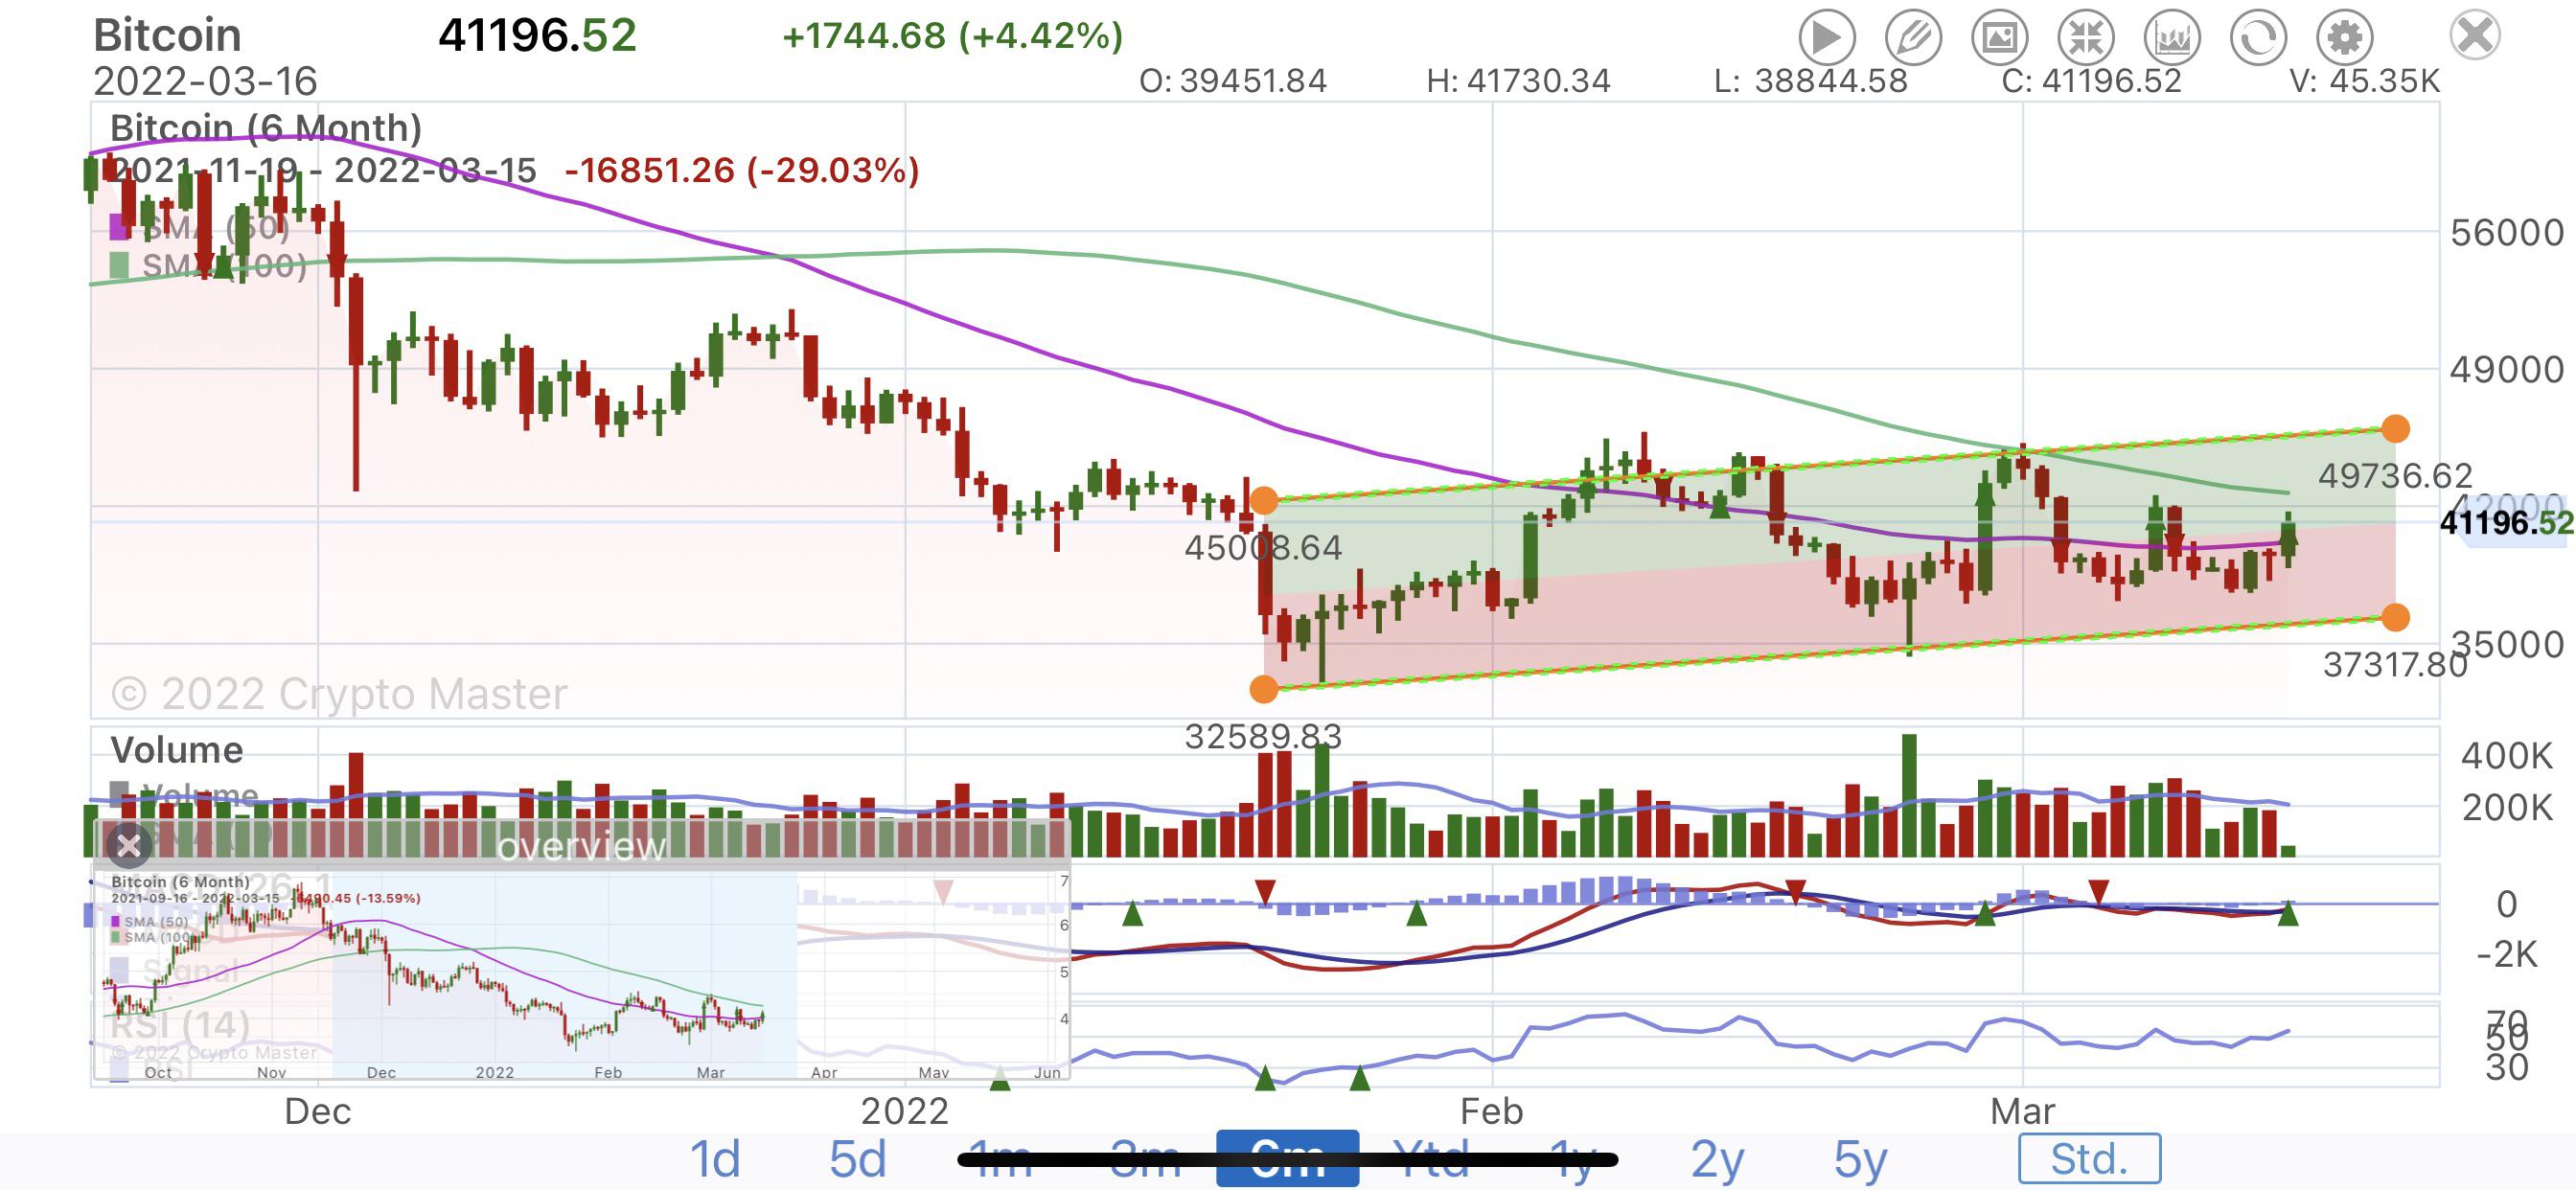 Bitcoin 41196.52 +1744.68 (+4.42%)
2022-03-16 O: 39451.84 H: 41730.34 L: 38844.58 C: 41196.52 V: 45.35K
Bitcoin (6 Month)
2021-11-19 - 2022-03-15 -16851.26 (-29.03%)
SMA (50)
SMA (100)
56000
49000
42000
35000
49736.62
41196.52
45008.64
37317.80
32589.83
© 2022 Crypto Master
Volume
Volume
400K
200K
overview
Bitcoin (6 Month)
2021-09-16 - 2022-03-15 (-13.59%)
SMA (50)
SMA (100)
7
6
5
4
Signal
RSI (14)
RSI
© 2022 Crypto Master
Oct Nov Dec 2022 Feb Mar Apr May Jun
0
-2K
70
50
30
Dec 2022 Feb Mar
1d 5d 1m 3m 6m Ytd 1y 2y 5y Std.